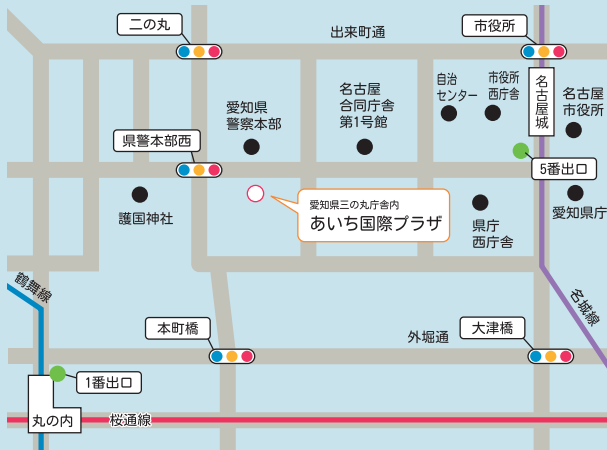 二の丸
出来町通
市役所
名古屋城
自治
センター
市役所
西庁舎
名古屋
市役所
名古屋
合同庁舎
第1号館
愛知県
警察本部
県警本部西
5番出口
護国神社
愛知県三の丸庁舎内
あいち国際プラザ
県庁
西庁舎
愛知県庁
鶴舞線
名城線
本町橋
外堀通
大津橋
1番出口
丸の内
桜通線